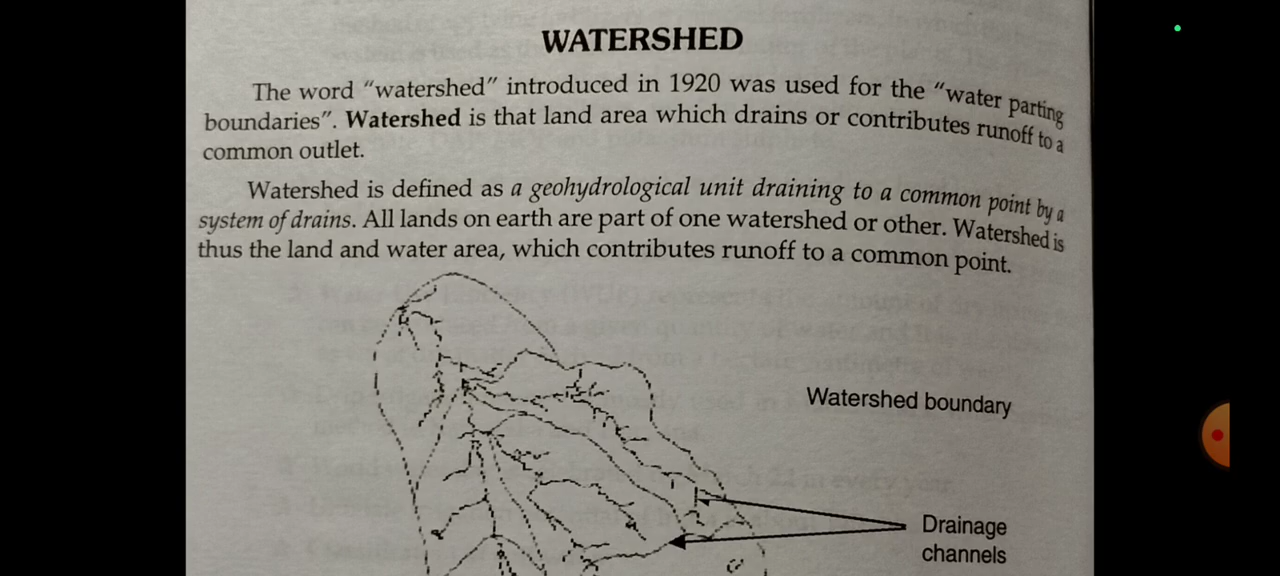 WATERSHED
The word “watershed” introduced in 1920 was used for the “water parting
boundaries”. Watershed is that land area which drains or contributes runoff to a
common outlet.
Watershed is defined as a geohydrological unit draining to a common point by a
system of drains. All lands on earth are part of one watershed or other. Watershed is
thus the land and water area, which contributes runoff to a common point.
Watershed boundary
Drainage
channels